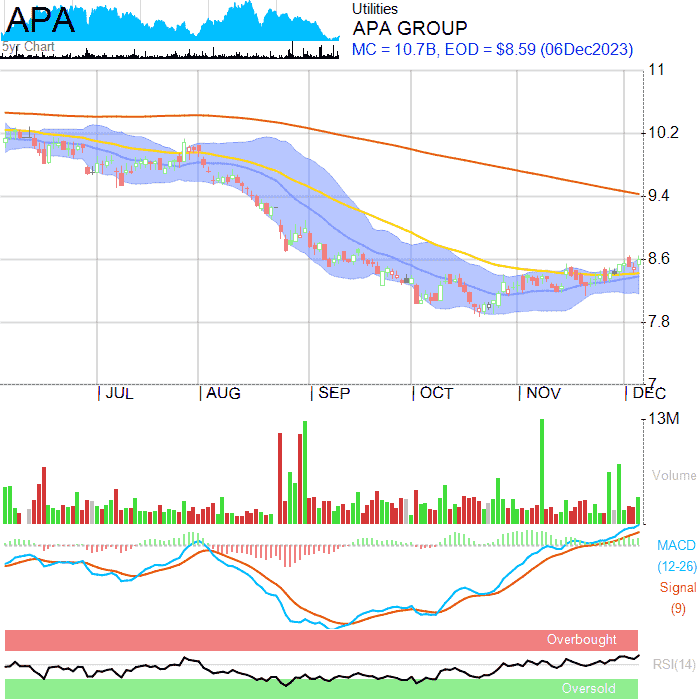 APA
5yr Chart
Utilities
APA GROUP
MC = 10.7B, EOD = $8.59 (06Dec2023)
11
10.2
9.4
8.6
7.8
7
JUL
AUG
SEP
OCT
NOV
DEC
13M
Volume
MACD
(12-26)
Signal
(9)
Overbought
RSI(14)
Oversold